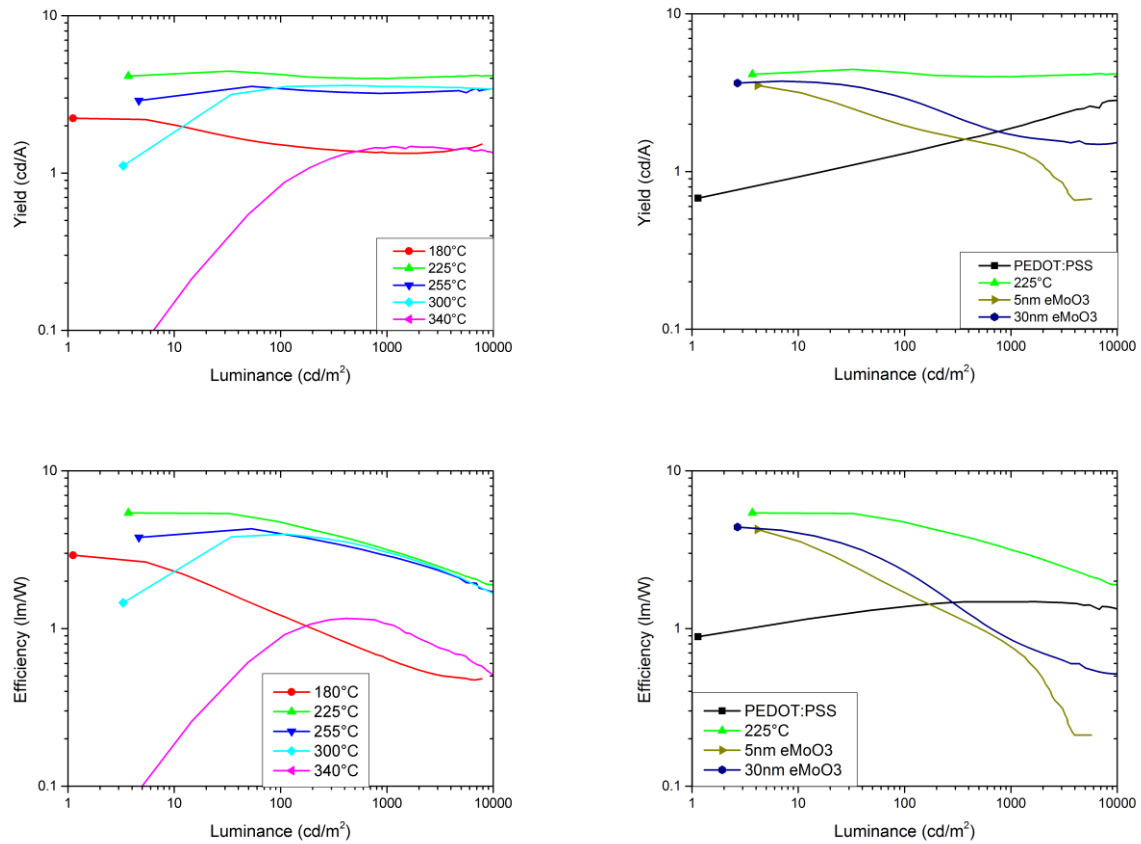 10
1
0.1
Yield (cd/A)
1 10 100 1000 10000
Luminance (cd/m²)
180°C
225°C
255°C
300°C
340°C
10
1
0.1
Yield (cd/A)
1 10 100 1000 10000
Luminance (cd/m²)
PEDOT:PSS
225°C
5nm eMoO3
30nm eMoO3
10
1
0.1
Efficiency (lm/W)
1 10 100 1000 10000
Luminance (cd/m²)
180°C
225°C
255°C
300°C
340°C
10
1
0.1
Efficiency (lm/W)
1 10 100 1000 10000
Luminance (cd/m²)
PEDOT:PSS
225°C
5nm eMoO3
30nm eMoO3